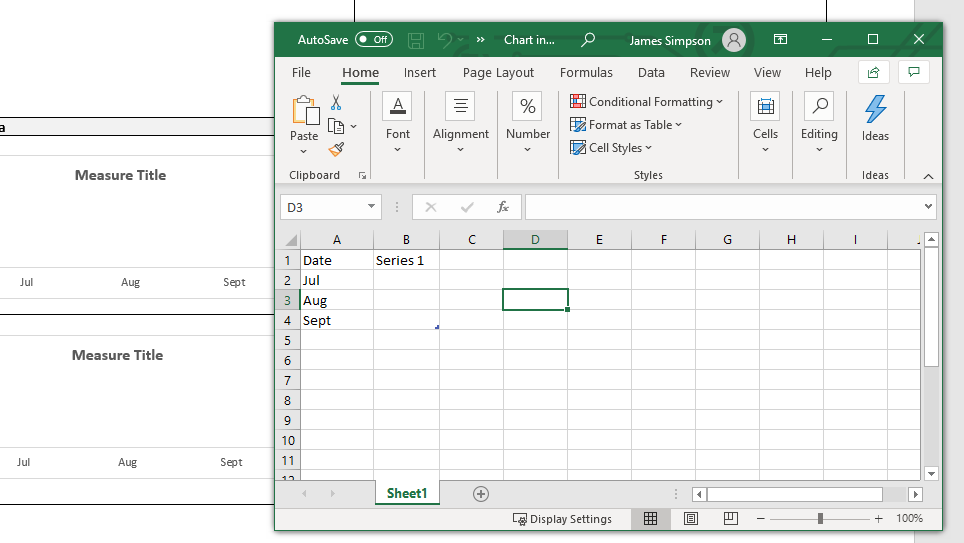 AutoSave Off Chart in... James Simpson
File Home Insert Page Layout Formulas Data Review View Help
Paste Font Alignment Number Conditional Formatting Format as Table Cell Styles Cells Editing Ideas
Clipboard Styles Ideas
D3 fx
A B C D E F G H I
1 Date Series 1
2 Jul
3 Aug
4 Sept
5
6
7
8
9
10
11
12
Sheet1
Display Settings 100%
a
Measure Title
Jul Aug Sept
Measure Title
Jul Aug Sept